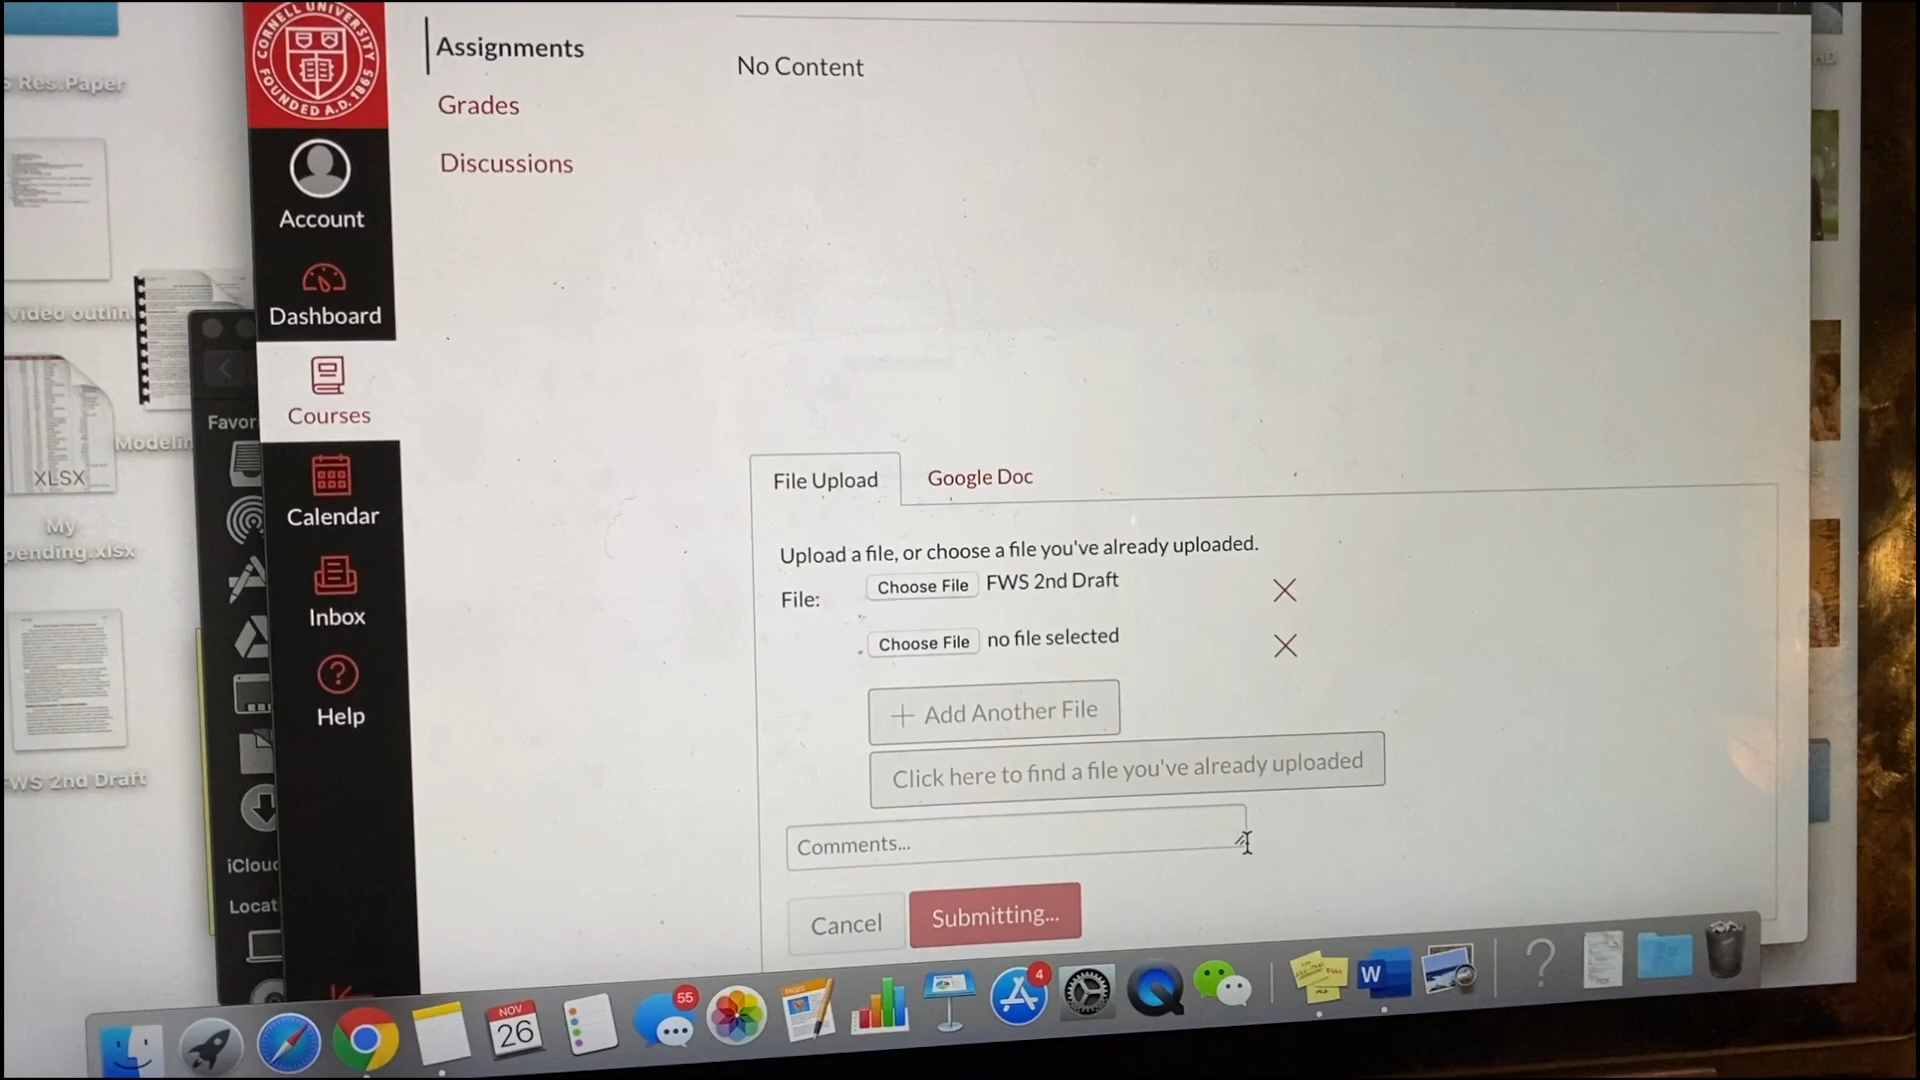 CORNELL UNIVERSITY
FOUNDED A.D. 1865
Account
Dashboard
Courses
Calendar
Inbox
Help
Assignments
Grades
Discussions
No Content
File Upload
Google Doc
Upload a file, or choose a file you've already uploaded.
File:
Choose File FWS 2nd Draft
Choose File no file selected
+ Add Another File
Click here to find a file you've already uploaded
Comments...
Cancel
Submitting...
s Res.Paper
Video outlin
Modelin
XLSX
My
pending.xlsx
WS 2nd Draft
Favor
iCloud
Locat
HD
NOV
26
55
4
W